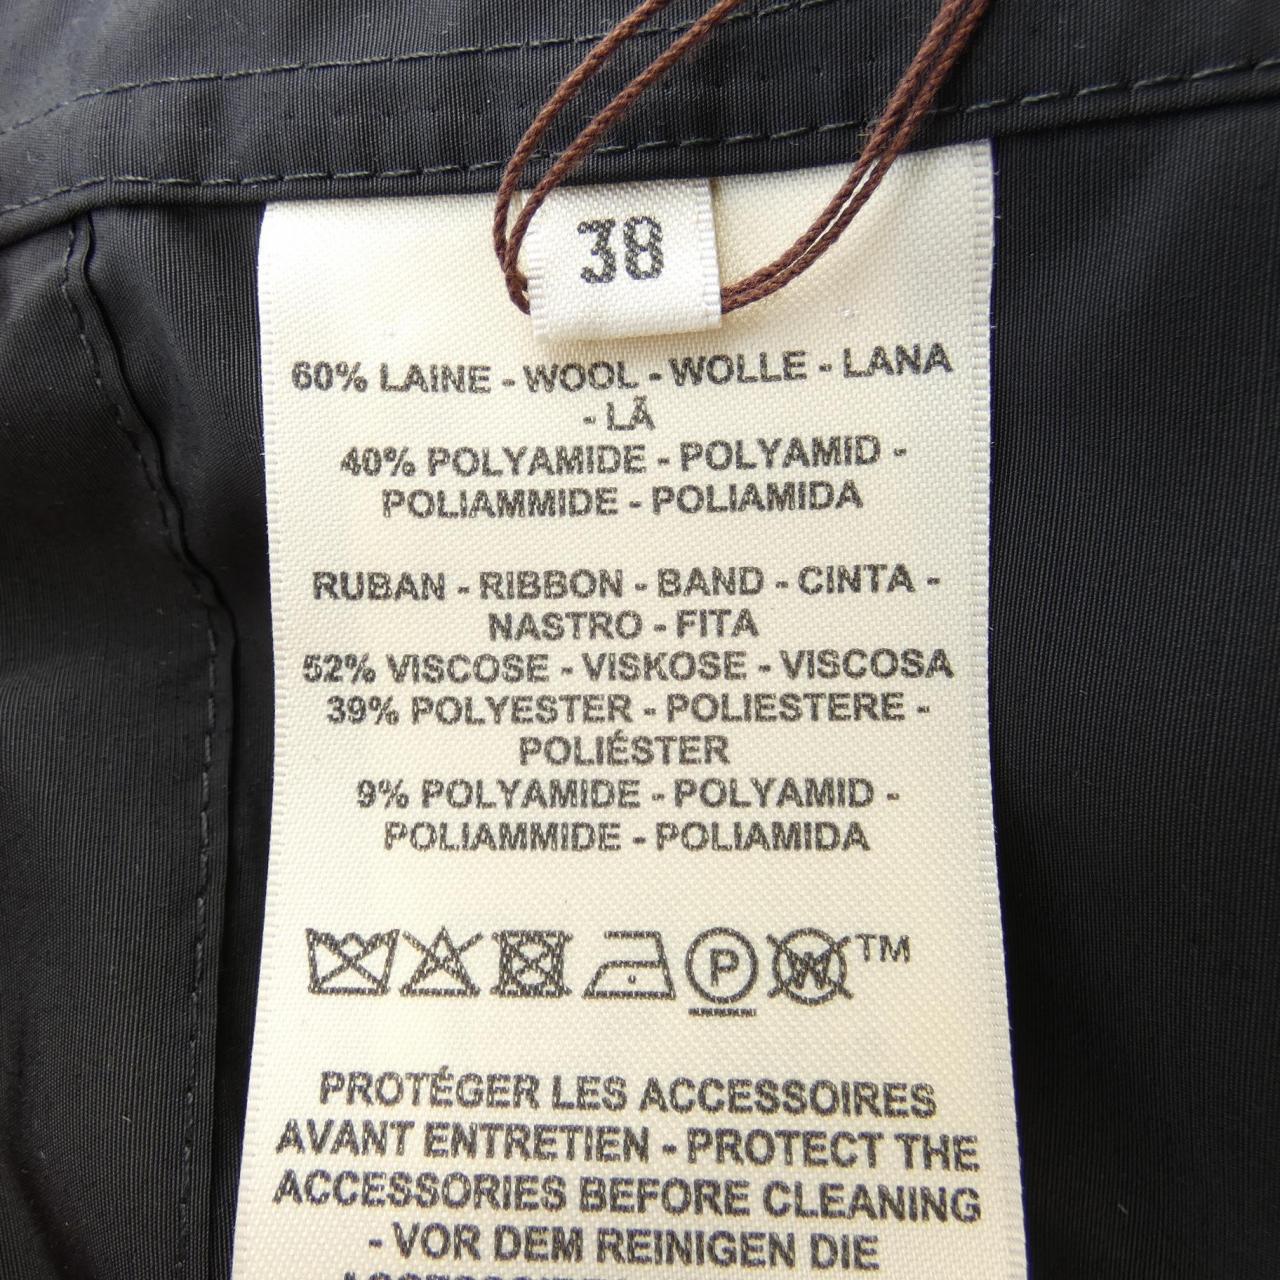 38
60% LAINE - WOOL - WOLLE - LANA
- LÃ
40% POLYAMIDE - POLYAMID -
POLIAMMIDE - POLIAMIDA
RUBAN - RIBBON - BAND - CINTA -
NASTRO - FITA
52% VISCOSE - VISKOSE - VISCOSA
39% POLYESTER - POLIESTERE -
POLIÉSTER
9% POLYAMIDE - POLYAMID -
POLIAMMIDE - POLIAMIDA
P W TM
PROTÉGER LES ACCESSOIRES
AVANT ENTRETIEN - PROTECT THE
ACCESSORIES BEFORE CLEANING
- VOR DEM REINIGEN DIE